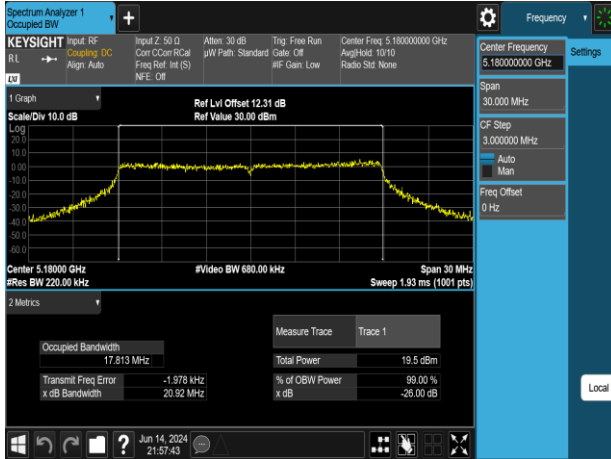 Spectrum Analyzer 1
Occupied BW
+
Frequency
KEYSIGHT
RL
LXI
Input: RF
Coupling: DC
Align: Auto
Input Z: 50 Ω
Corr CCorr RCal
Freq Ref: Int (S)
NFE: Off
Atten: 30 dB
µW Path: Standard
Trig: Free Run
Gate: Off
#IF Gain: Low
Center Freq: 5.180000000 GHz
Avg|Hold: 10/10
Radio Std: None
Center Frequency
5.180000000 GHz
Settings
Span
30.000 MHz
CF Step
3.000000 MHz
Auto
Man
Freq Offset
0 Hz
Local
1 Graph
Scale/Div 10.0 dB
Ref Lvl Offset 12.31 dB
Ref Value 30.00 dBm
Log
20.0
10.0
0.00
-10.0
-20.0
-30.0
-40.0
-50.0
-60.0
Center 5.18000 GHz
#Video BW 680.00 kHz
Span 30 MHz
#Res BW 220.00 kHz
Sweep 1.93 ms (1001 pts)
2 Metrics
Measure Trace
Trace 1
Occupied Bandwidth
17.813 MHz
Total Power
19.5 dBm
Transmit Freq Error
-1.978 kHz
% of OBW Power
99.00 %
x dB Bandwidth
20.92 MHz
x dB
-26.00 dB
?
Jun 14, 2024
21:57:43